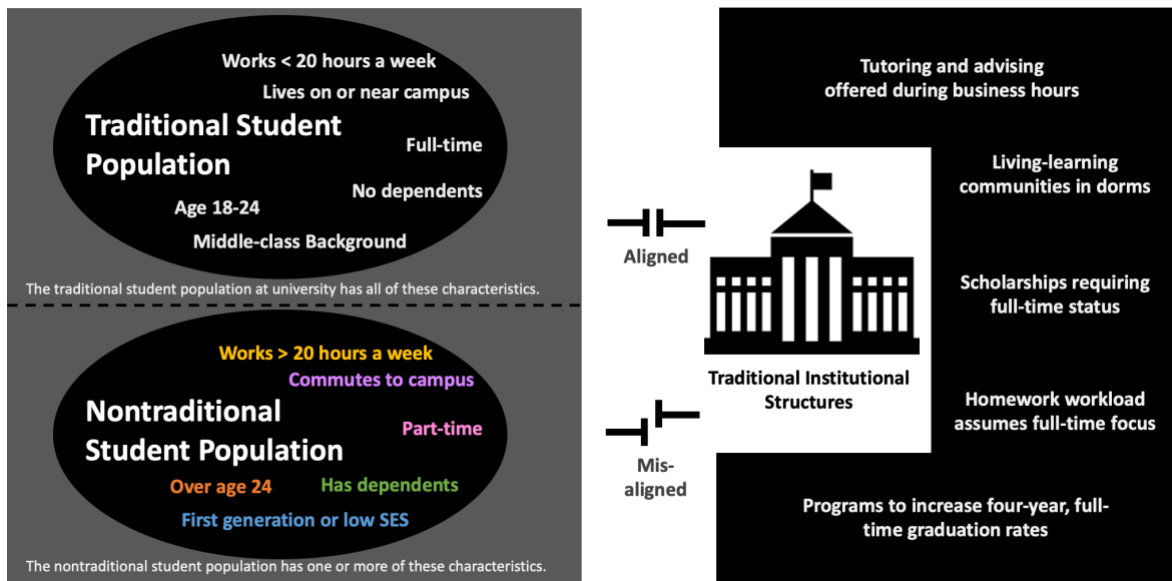 Works < 20 hours a week
Lives on or near campus
Traditional Student
Population
Full-time
No dependents
Age 18-24
Middle-class Background
The traditional student population at university has all of these characteristics.
Works > 20 hours a week
Commutes to campus
Nontraditional
Student Population
Part-time
Over age 24
Has dependents
First generation or low SES
The nontraditional student population has one or more of these characteristics.
Aligned
Mis-
aligned
Traditional Institutional
Structures
Tutoring and advising
offered during business hours
Living-learning
communities in dorms
Scholarships requiring
full-time status
Homework workload
assumes full-time focus
Programs to increase four-year, full-
time graduation rates